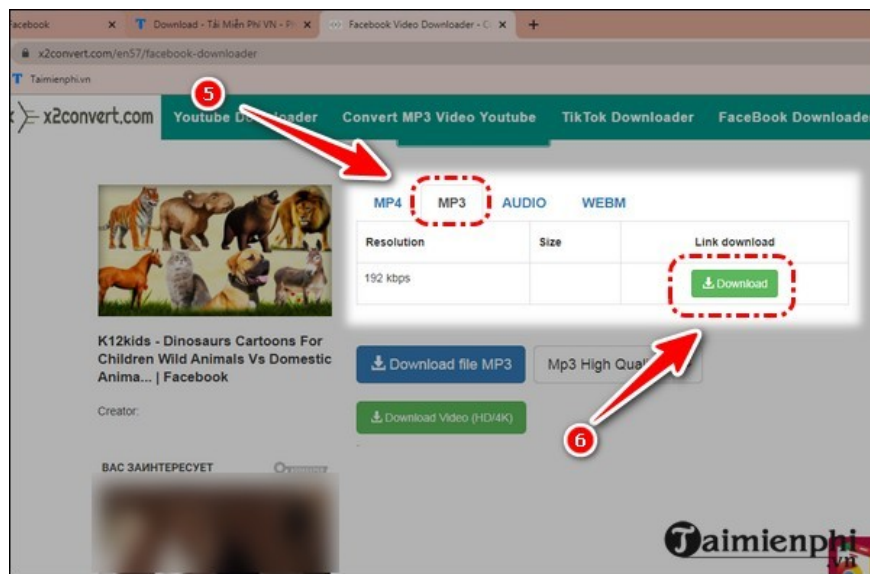 acebook
Download - Tải Miễn Phí VN - Ph
Facebook Video Downloader - O
x2convert.com/en57/facebook-downloader
Taimienphi.vn
5
x2convert.com
Youtube Downloader
Convert MP3 Video Youtube
TikTok Downloader
FaceBook Downloade
MP4
MP3
AUDIO
WEBM
Resolution
Size
Link download
192 kbps
Download
K12kids - Dinosaurs Cartoons For
Children Wild Animals Vs Domestic
Anima... | Facebook
Download file MP3
Mp3 High Qual
Creator:
Download Video (HD/4K)
6
ВАС ЗАИНТЕРЕСУЕТ
Taimienphi
.vn